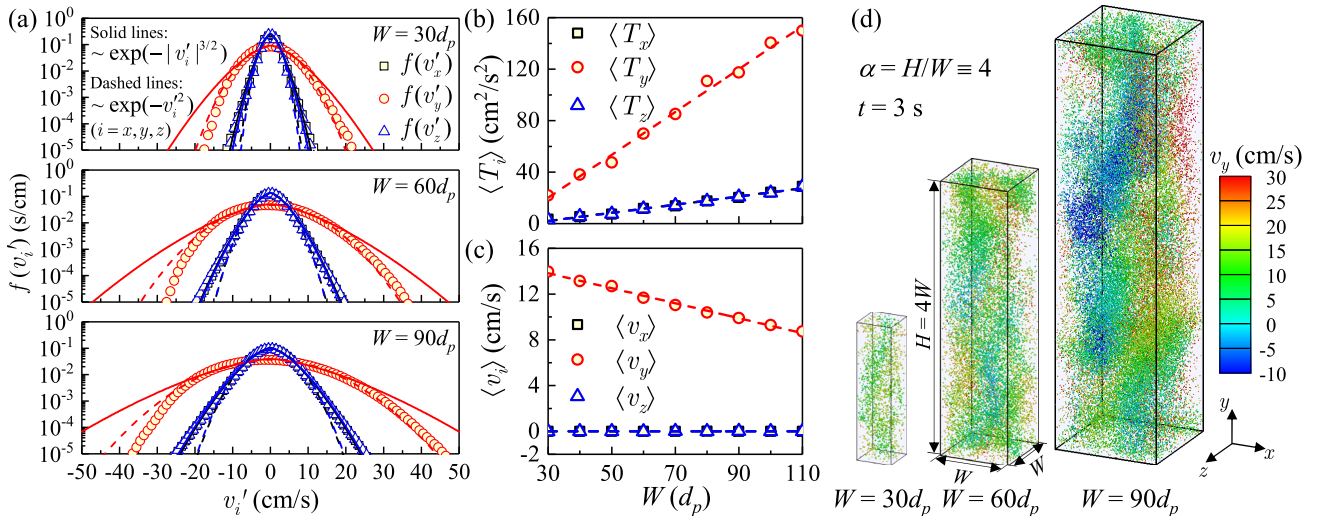 (a)
10^0
10^-1
10^-2
10^-3
10^-4
10^-5
Solid lines:
~ exp(−| v_i′ |^{3/2})
Dashed lines:
~ exp(−v_i′^2)
(i = x, y, z)
W = 30d_p
f(v_x′)
f(v_y′)
f(v_z′)
10^0
10^-1
10^-2
10^-3
10^-4
10^-5
W = 60d_p
f (v_i′) (s/cm)
10^0
10^-1
10^-2
10^-3
10^-4
10^-5
W = 90d_p
-50 -40 -30 -20 -10 0 10 20 30 40 50
v_i′ (cm/s)
(b)
160
120
80
40
0
⟨T_i⟩ (cm²/s²)
⟨T_x⟩
⟨T_y⟩
⟨T_z⟩
(c)
16
12
8
4
0
⟨v_i⟩ (cm/s)
⟨v_x⟩
⟨v_y⟩
⟨v_z⟩
30 50 70 90 110
W (d_p)
(d)
α = H/W ≡ 4
t = 3 s
H = 4W
W
W
W = 30d_p W = 60d_p W = 90d_p
v_y (cm/s)
30
25
20
15
10
5
0
-5
-10
y
x
z